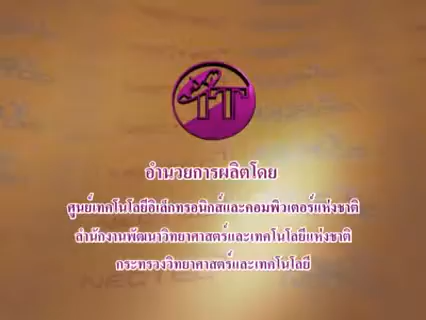 IT
อำนวยการผลิตโดย
ศูนย์เทคโนโลยีอิเล็กทรอนิกส์และคอมพิวเตอร์แห่งชาติ
สำนักงานพัฒนาวิทยาศาสตร์และเทคโนโลยีแห่งชาติ
กระทรวงวิทยาศาสตร์และเทคโนโลยี
NECTEC